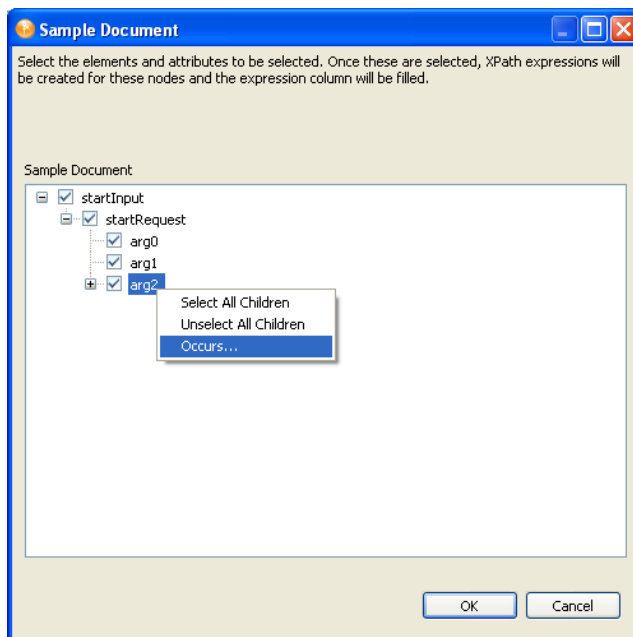 Sample Document
Select the elements and attributes to be selected. Once these are selected, XPath expressions will
be created for these nodes and the expression column will be filled.
Sample Document
startInput
startRequest
arg0
arg1
arg2
Select All Children
Unselect All Children
Occurs...
OK
Cancel